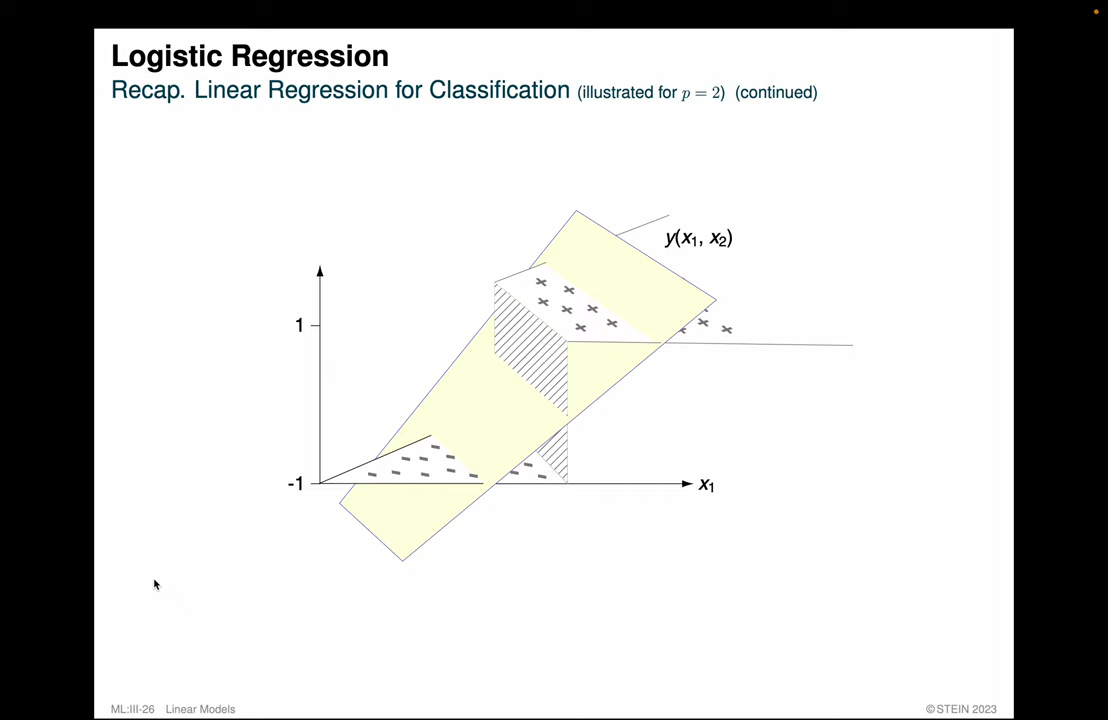 Logistic Regression
Recap. Linear Regression for Classification (illustrated for p = 2) (continued)
y(x₁, x₂)
1
-1
x₁
ML:III-26 Linear Models
© STEIN 2023